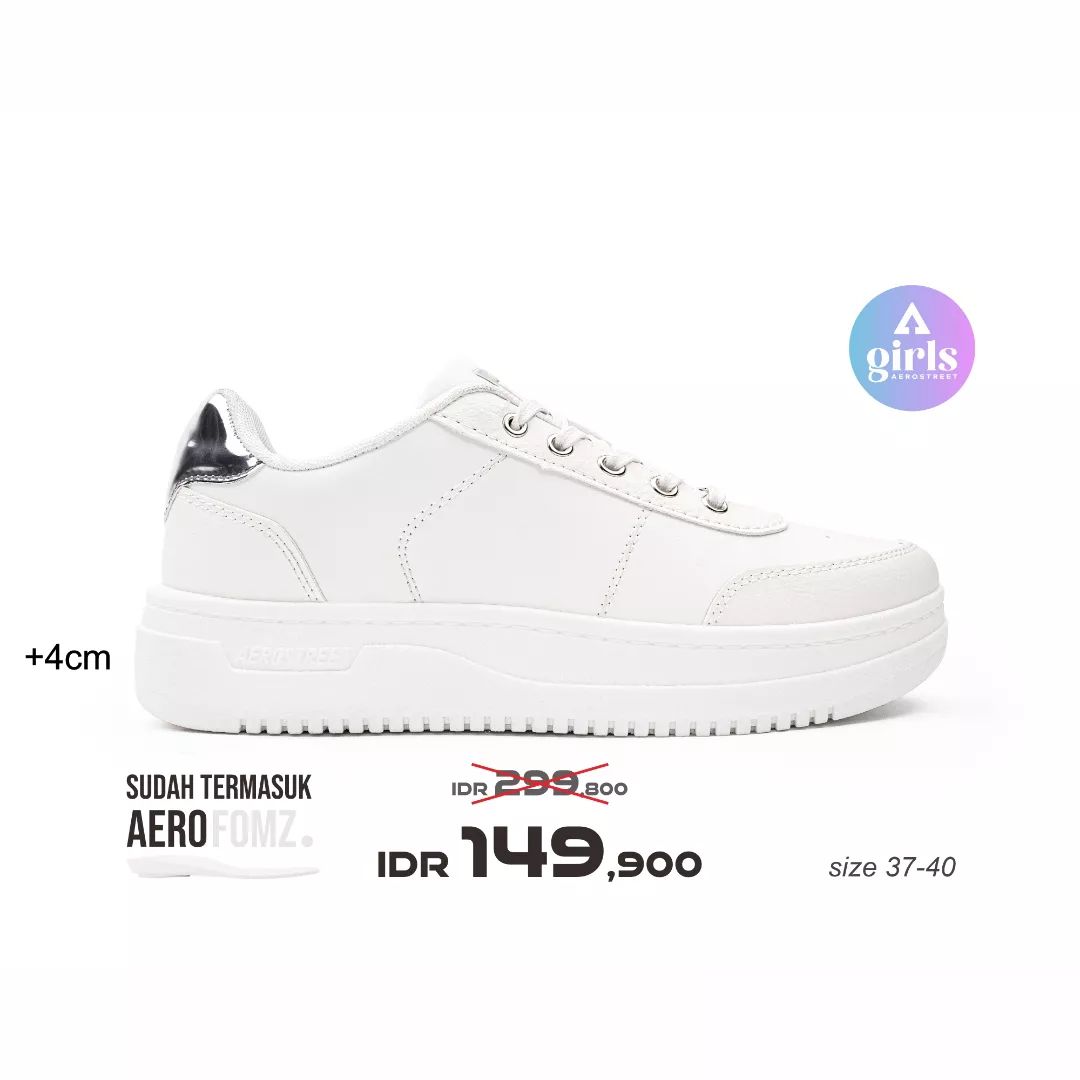 girls
AEROSTREET
+4cm
AEROSTREET
SUDAH TERMASUK
AEROFOMZ.
IDR 299,800
IDR 149,900
size 37-40